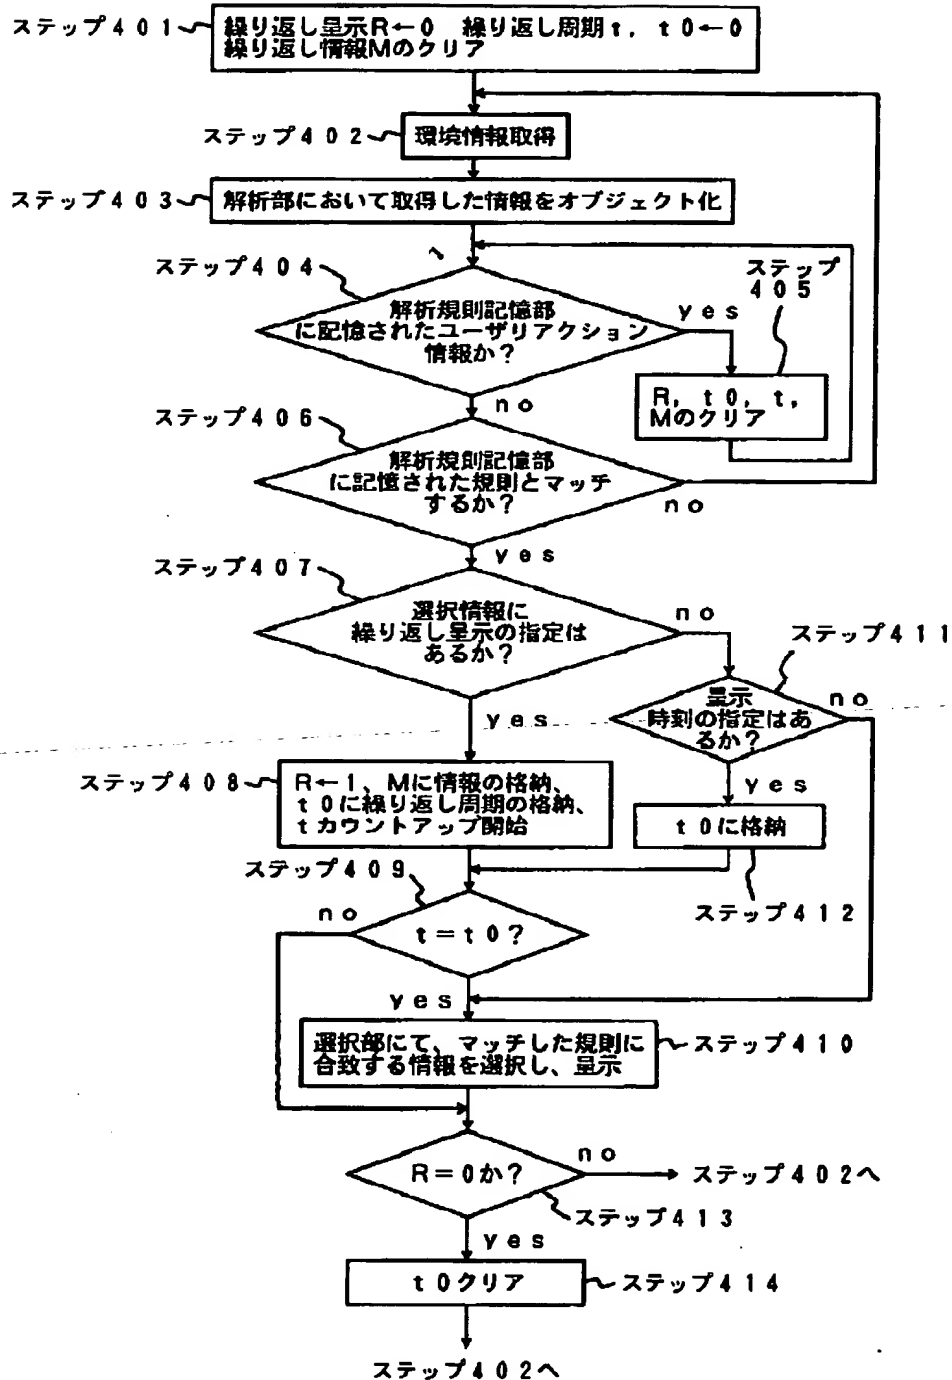 ステップ４０１
繰り返し呈示Ｒ←０　繰り返し周期ｔ，ｔ０←０
繰り返し情報Ｍのクリア
ステップ４０２
環境情報取得
ステップ４０３
解析部において取得した情報をオブジェクト化
ステップ４０４
解析規則記憶部
に記憶されたユーザリアクション
情報か？
ｙｅｓ
ステップ
４０５
Ｒ，ｔ０，ｔ，
Ｍのクリア
ｎｏ
ステップ４０６
解析規則記憶部
に記憶された規則とマッチ
するか？
ｎｏ
ｙｅｓ
ステップ４０７
選択情報に
繰り返し呈示の指定は
あるか？
ｎｏ
ステップ４１１
呈示
時刻の指定はあ
るか？
ｎｏ
ｙｅｓ
ｙｅｓ
ステップ４０８
Ｒ←１、Ｍに情報の格納、
ｔ０に繰り返し周期の格納、
ｔカウントアップ開始
ｔ０に格納
ステップ４１２
ステップ４０９
ｎｏ
ｔ＝ｔ０？
ｙｅｓ
選択部にて、マッチした規則に
合致する情報を選択し、呈示
ステップ４１０
Ｒ＝０か？
ｎｏ
ステップ４０２へ
ステップ４１３
ｙｅｓ
ｔ０クリア
ステップ４１４
ステップ４０２へ